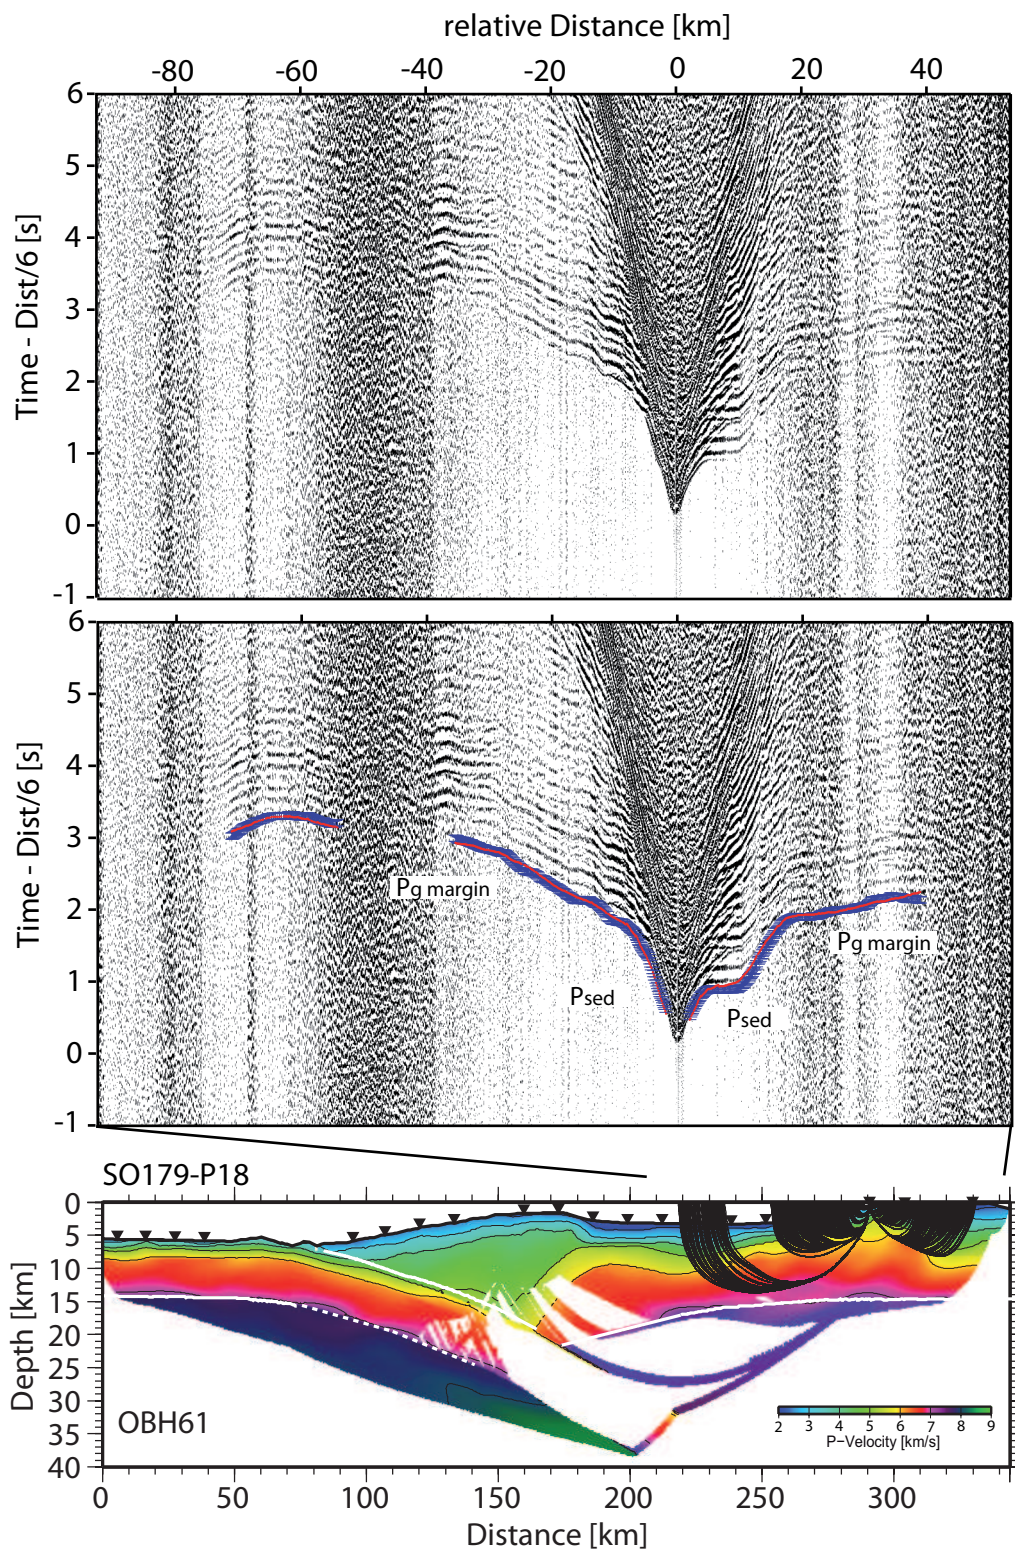 relative Distance [km]
-80 -60 -40 -20 0 20 40
Time - Dist/6 [s]
6
5
4
3
2
1
0
-1
Time - Dist/6 [s]
6
5
4
3
2
1
0
-1
Pg margin
Pg margin
Psed
Psed
SO179-P18
Depth [km]
0
5
10
15
20
25
30
35
40
OBH61
2 3 4 5 6 7 8 9
P-Velocity [km/s]
0 50 100 150 200 250 300
Distance [km]